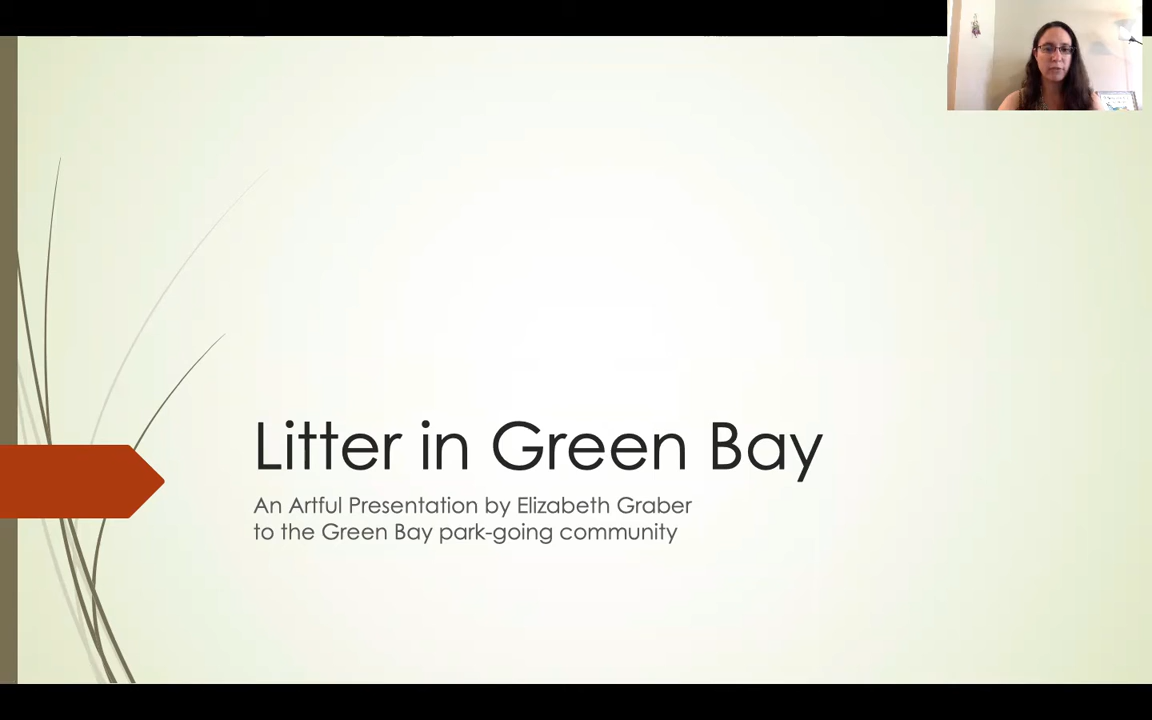 Litter in Green Bay
An Artful Presentation by Elizabeth Graber
to the Green Bay park-going community